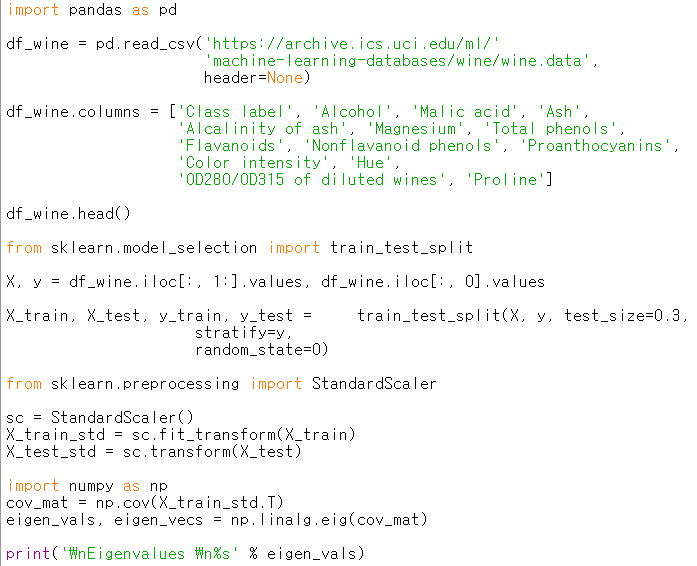 import pandas as pd
df_wine = pd.read_csv('https://archive.ics.uci.edu/ml/'
                      'machine-learning-databases/wine/wine.data',
                      header=None)
df_wine.columns = ['Class label', 'Alcohol', 'Malic acid', 'Ash',
                   'Alcalinity of ash', 'Magnesium', 'Total phenols',
                   'Flavanoids', 'Nonflavanoid phenols', 'Proanthocyanins',
                   'Color intensity', 'Hue',
                   'OD280/OD315 of diluted wines', 'Proline']
df_wine.head()
from sklearn.model_selection import train_test_split
X, y = df_wine.iloc[:, 1:].values, df_wine.iloc[:, 0].values
X_train, X_test, y_train, y_test =     train_test_split(X, y, test_size=0.3,
                     stratify=y,
                     random_state=0)
from sklearn.preprocessing import StandardScaler
sc = StandardScaler()
X_train_std = sc.fit_transform(X_train)
X_test_std = sc.transform(X_test)
import numpy as np
cov_mat = np.cov(X_train_std.T)
eigen_vals, eigen_vecs = np.linalg.eig(cov_mat)
print('₩nEigenvalues ₩n%s' % eigen_vals)